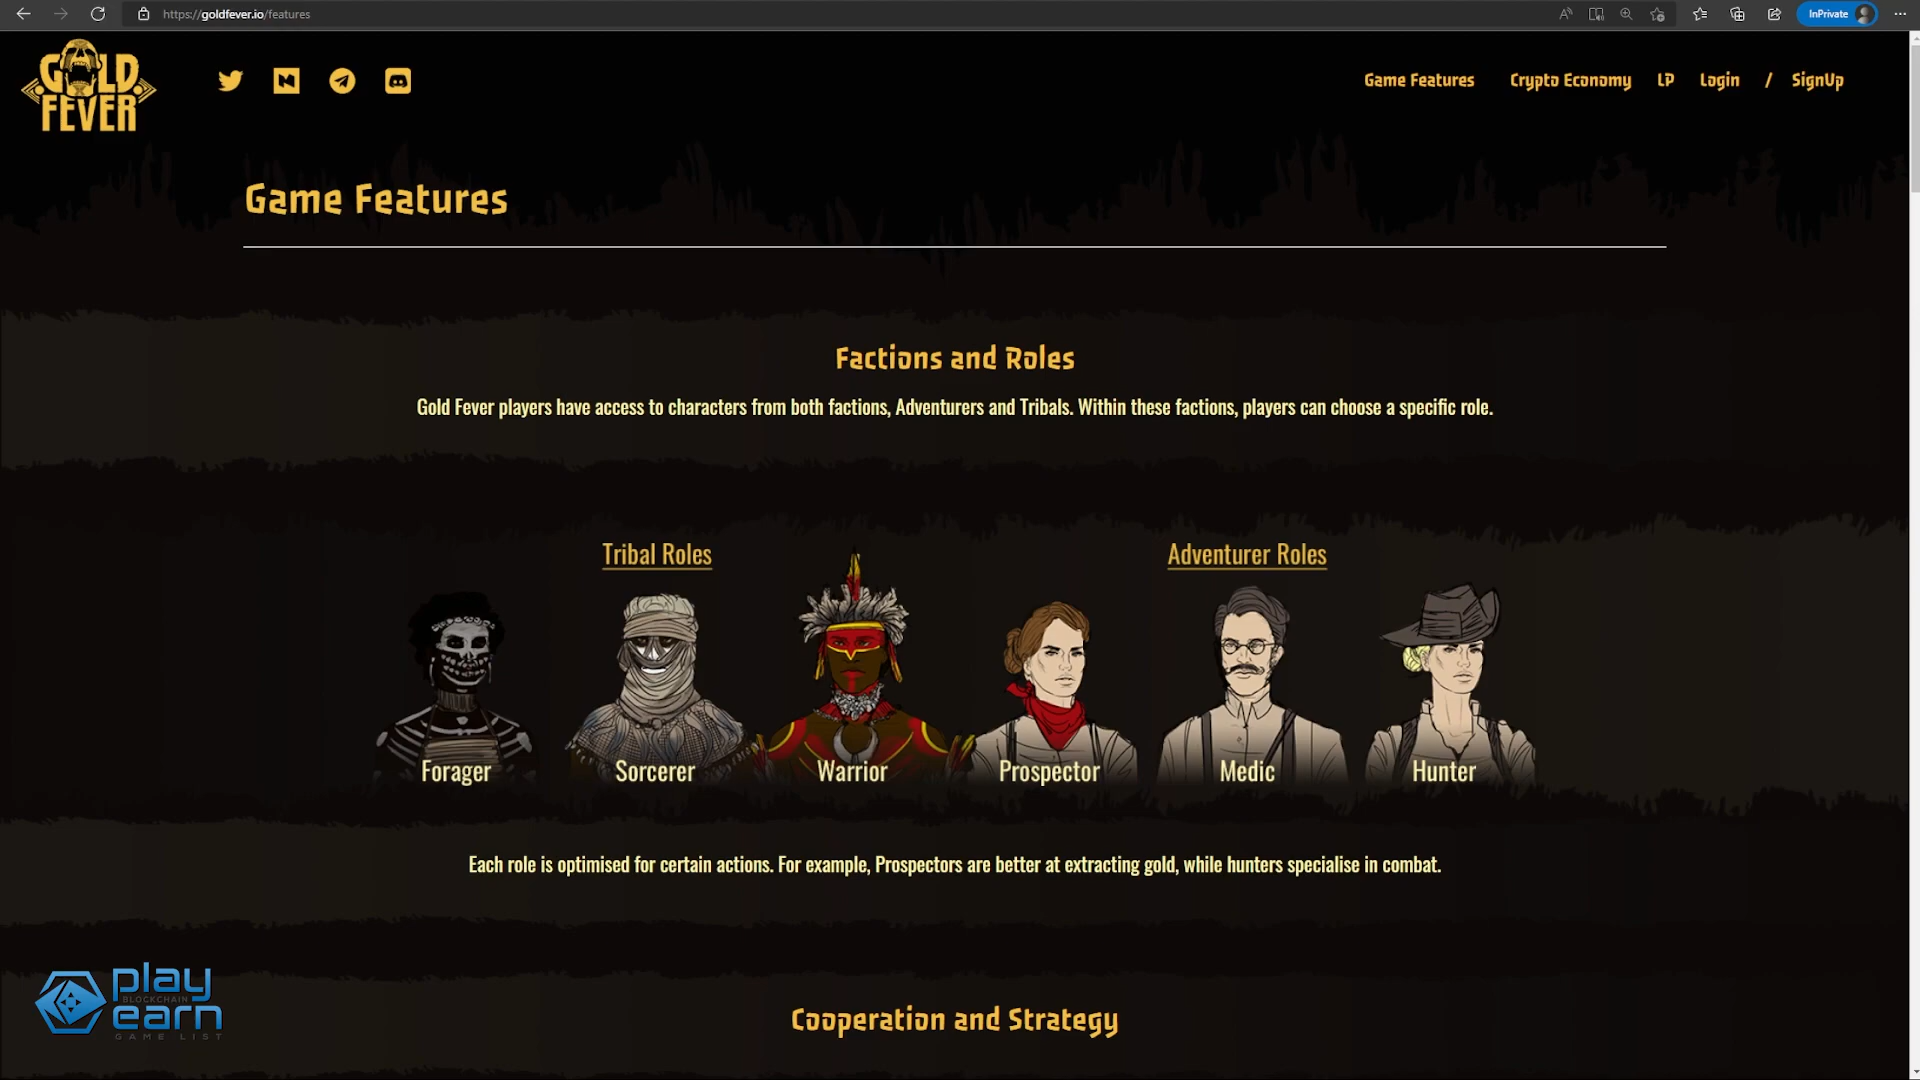 https://goldfever.io/features
InPrivate
GOLD
FEVER
Game Features
Crypto Economy
LP
Login
/
SignUp
Game Features
Factions and Roles
Gold Fever players have access to characters from both factions, Adventurers and Tribals. Within these factions, players can choose a specific role.
Tribal Roles
Adventurer Roles
Forager
Sorcerer
Warrior
Prospector
Medic
Hunter
Each role is optimised for certain actions. For example, Prospectors are better at extracting gold, while hunters specialise in combat.
play
BLOCKCHAIN
earn
GAME LIST
Cooperation and Strategy